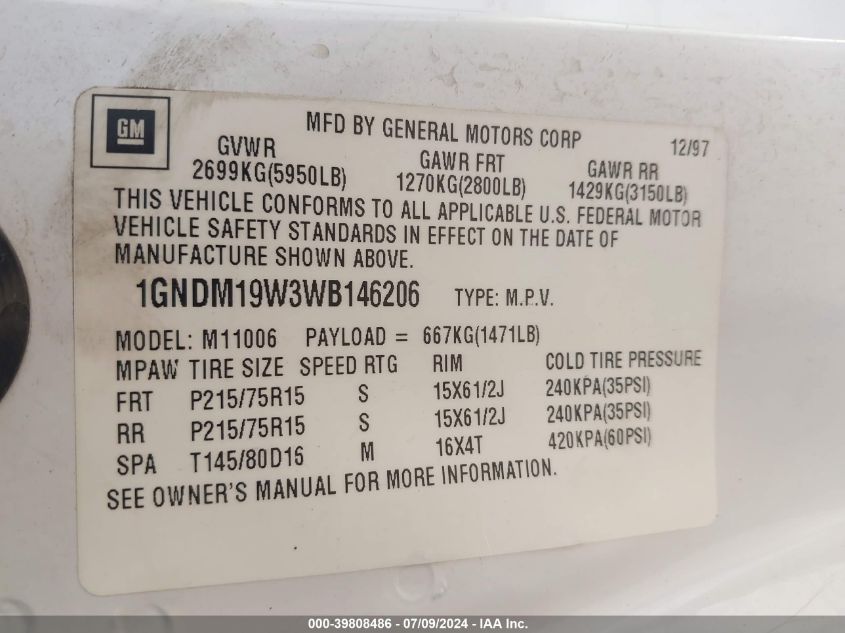 GM
MFD BY GENERAL MOTORS CORP 12/97
GVWR GAWR FRT GAWR RR
2699KG(5950LB) 1270KG(2800LB) 1429KG(3150LB)
THIS VEHICLE CONFORMS TO ALL APPLICABLE U.S. FEDERAL MOTOR
VEHICLE SAFETY STANDARDS IN EFFECT ON THE DATE OF
MANUFACTURE SHOWN ABOVE.
1GNDM19W3WB146206 TYPE: M.P.V.
MODEL: M11006 PAYLOAD = 667KG(1471LB)
MPAW TIRE SIZE SPEED RTG RIM COLD TIRE PRESSURE
FRT P215/75R15 S 15X61/2J 240KPA(35PSI)
RR P215/75R15 S 15X61/2J 240KPA(35PSI)
SPA T145/80D16 M 16X4T 420KPA(60PSI)
SEE OWNER'S MANUAL FOR MORE INFORMATION.
000-39808486 - 07/09/2024 - IAA Inc.